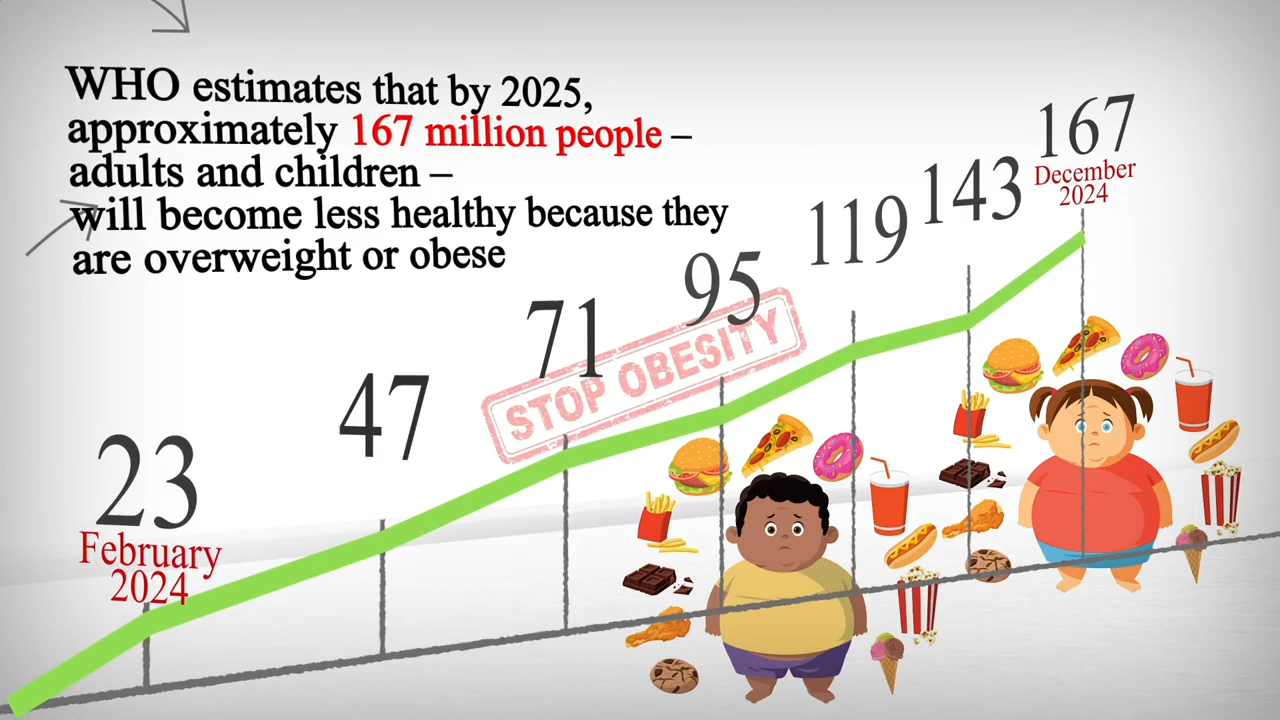 WHO estimates that by 2025,
approximately 167 million people –
adults and children –
will become less healthy because they
are overweight or obese
23
February
2024
47
71
STOP OBESITY
95
119
143
167
December
2024